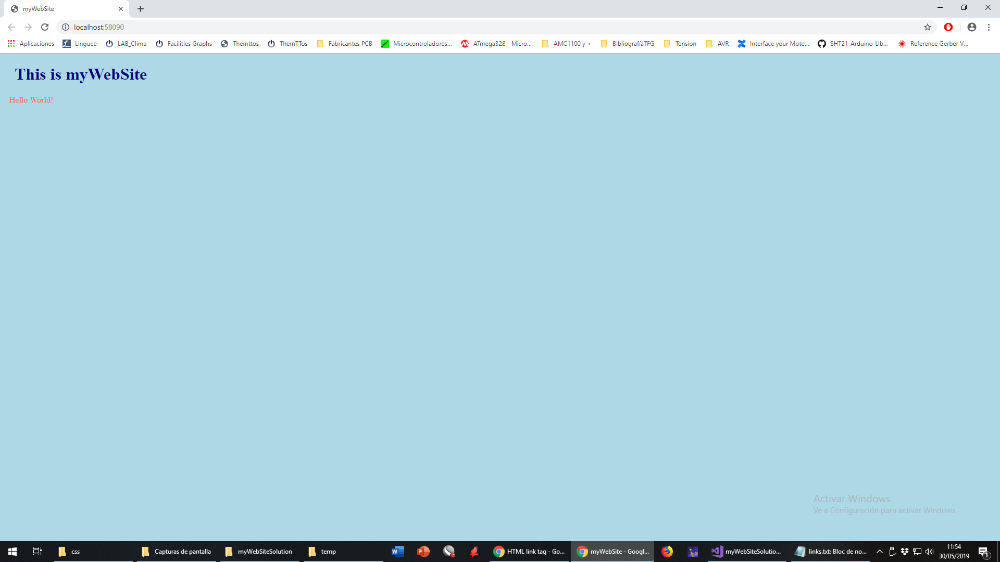 myWebSite
localhost:58090
Aplicaciones Linguee LAB_Clima Facilities Graphs Themttos ThemTTos Fabricantes PCB Microcontroladores... ATmega328 - Micro... AMC1100 y + BibliografíaTFG Tension AVR Interface your Mote... SHT21-Arduino-Lib... Reference Gerber V...
This is myWebSite
Hello World!
Activar Windows
Ve a Configuración para activar Windows.
css Capturas de pantalla myWebSiteSolution temp HTML link tag - Go... myWebSite - Googl... myWebSiteSolutio... links.txt: Bloc de no... 11:54
30/05/2019
1